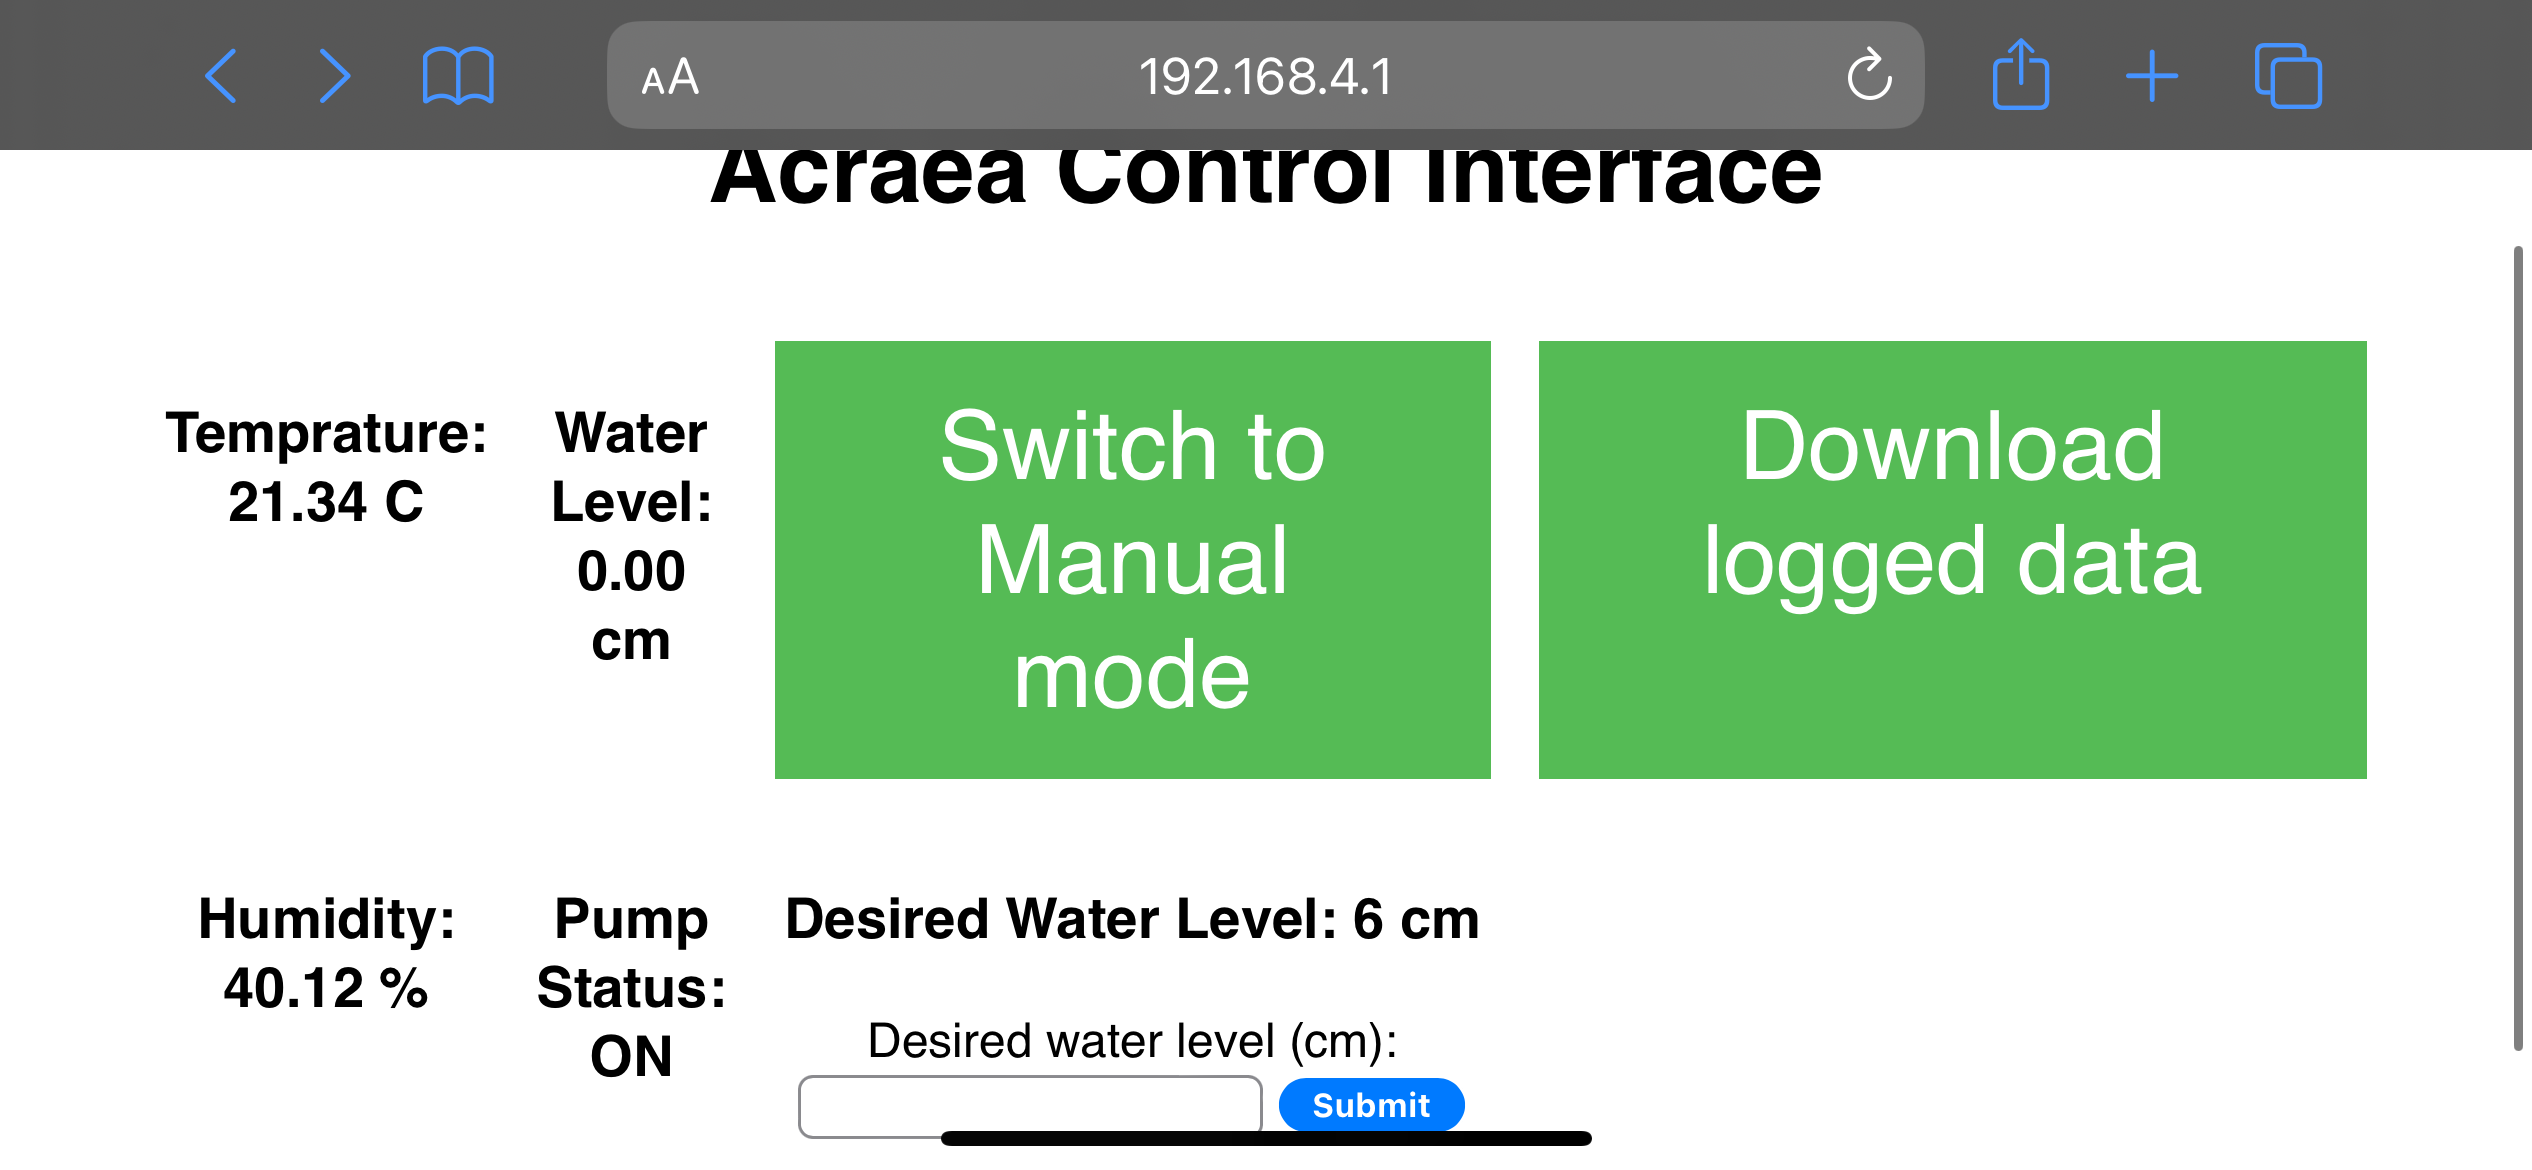 AA
192.168.4.1
Acraea Control Interface
Temprature:
21.34 C
Water
Level:
0.00
cm
Switch to
Manual
mode
Download
logged data
Humidity:
40.12 %
Pump
Status:
ON
Desired Water Level: 6 cm
Desired water level (cm):
Submit